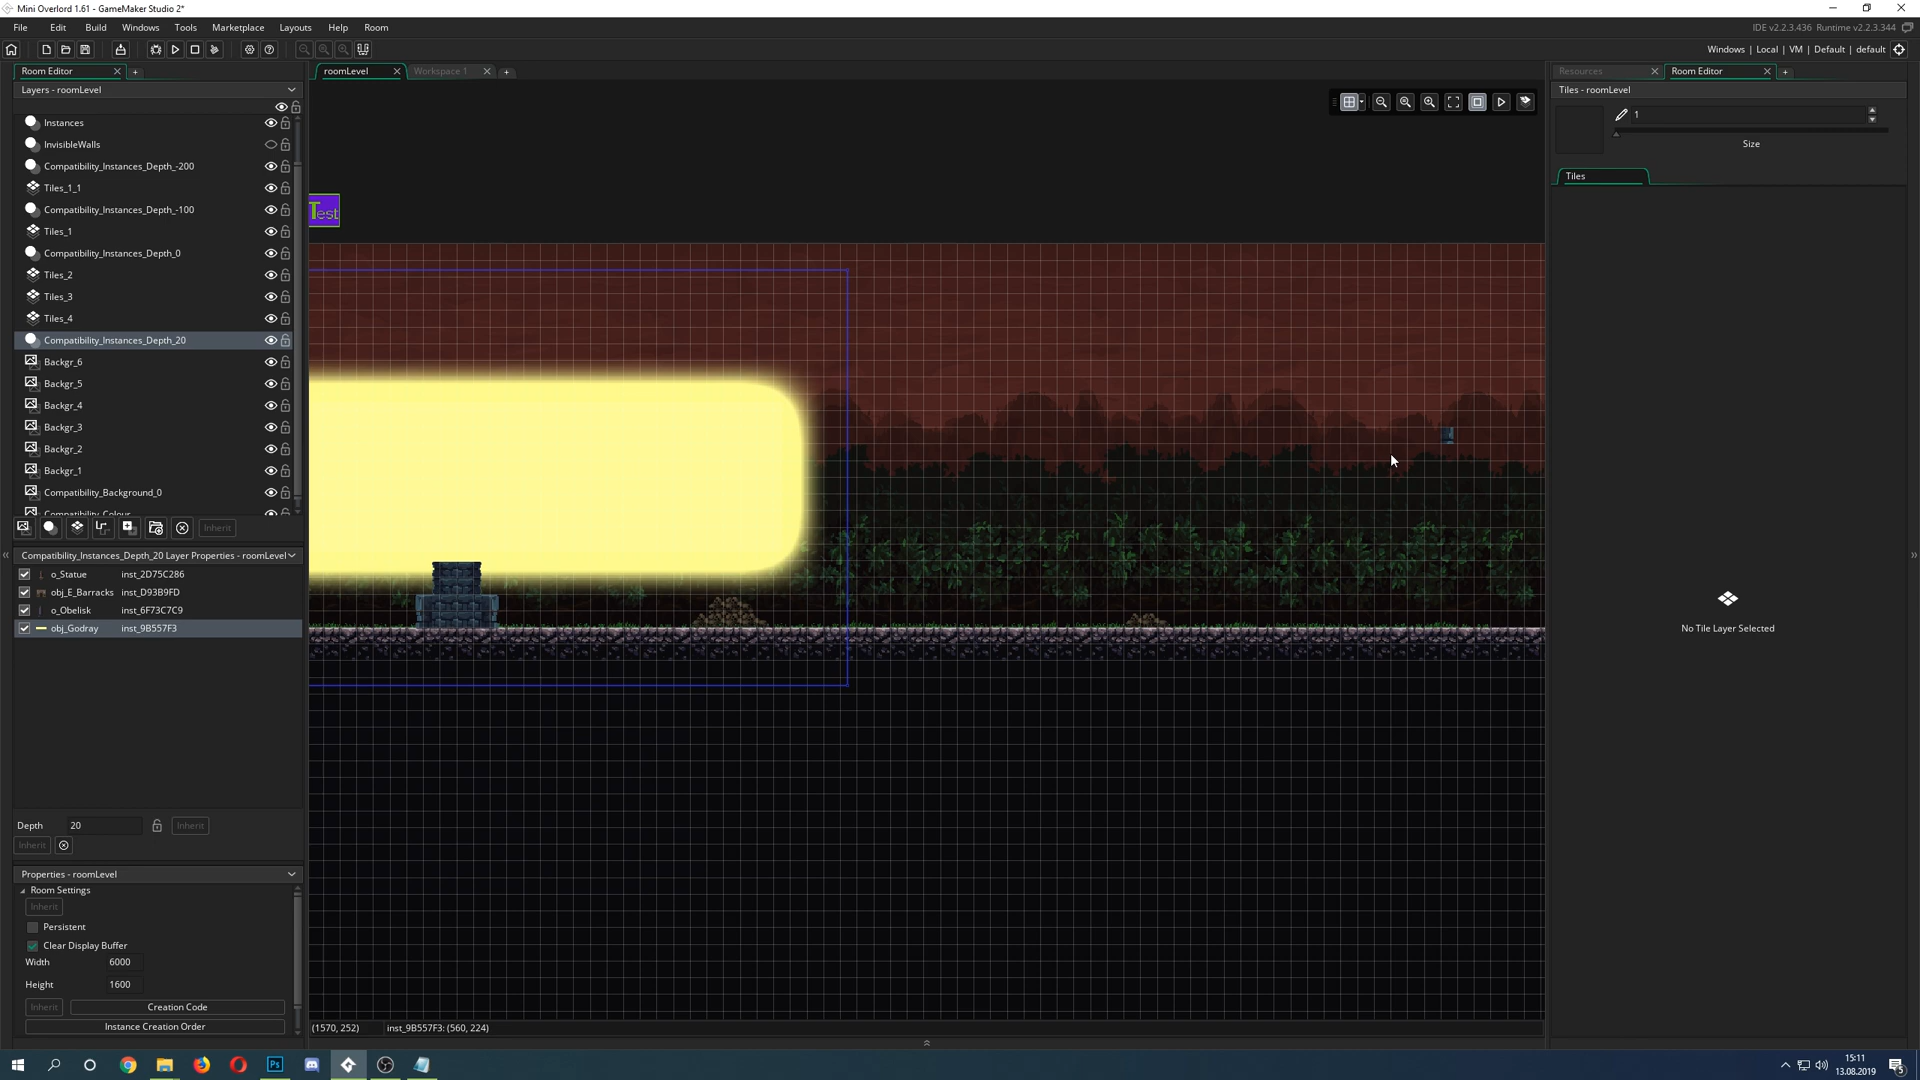 Mini Overlord 1.61 - GameMaker Studio 2*
File Edit Build Windows Tools Marketplace Layouts Help Room
IDE v2.2.3.436 Runtime v2.2.3.344
Windows | Local | VM | Default | default
Room Editor
Layers - roomLevel
Instances
InvisibleWalls
Compatibility_Instances_Depth_-200
Tiles_1_1
Compatibility_Instances_Depth_-100
Tiles_1
Compatibility_Instances_Depth_0
Tiles_2
Tiles_3
Tiles_4
Compatibility_Instances_Depth_20
Backgr_6
Backgr_5
Backgr_4
Backgr_3
Backgr_2
Backgr_1
Compatibility_Background_0
Compatibility_Colour
Inherit
Compatibility_Instances_Depth_20 Layer Properties - roomLevel
o_Statue inst_2D75C286
obj_E_Barracks inst_D93B9FD
o_Obelisk inst_6F73C7C9
obj_Godray inst_9B557F3
Depth 20 Inherit
Inherit
Properties - roomLevel
Room Settings
Inherit
Persistent
Clear Display Buffer
Width 6000
Height 1600
Inherit Creation Code
Instance Creation Order
roomLevel Workspace 1
Test
(1570, 252) inst_9B557F3: (560, 224)
Resources Room Editor
Tiles - roomLevel
1
Size
Tiles
No Tile Layer Selected
Ps
15:11
13.08.2019
5